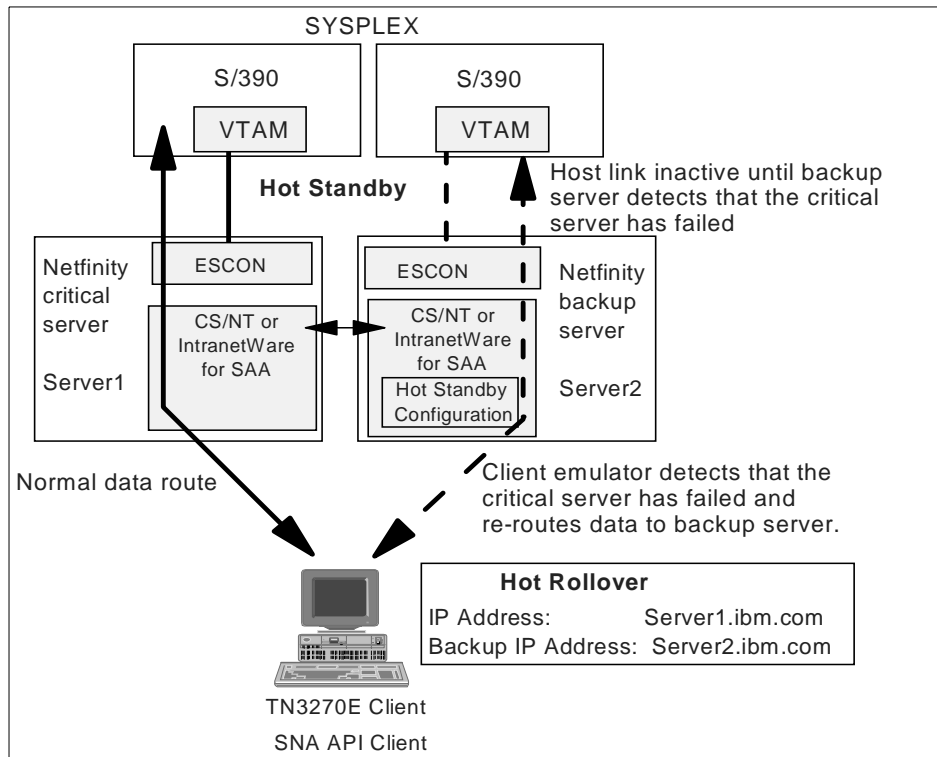 SYSPLEX
S/390
VTAM
S/390
VTAM
Hot Standby
Host link inactive until backup
server detects that the critical
server has failed
Netfinity
critical
server
Server1
ESCON
CS/NT or
IntranetWare
for SAA
ESCON
CS/NT or
IntranetWare
for SAA
Hot Standby
Configuration
Netfinity
backup
server
Server2
Normal data route
Client emulator detects that the
critical server has failed and
re-routes data to backup server.
Hot Rollover
IP Address: Server1.ibm.com
Backup IP Address: Server2.ibm.com
TN3270E Client
SNA API Client